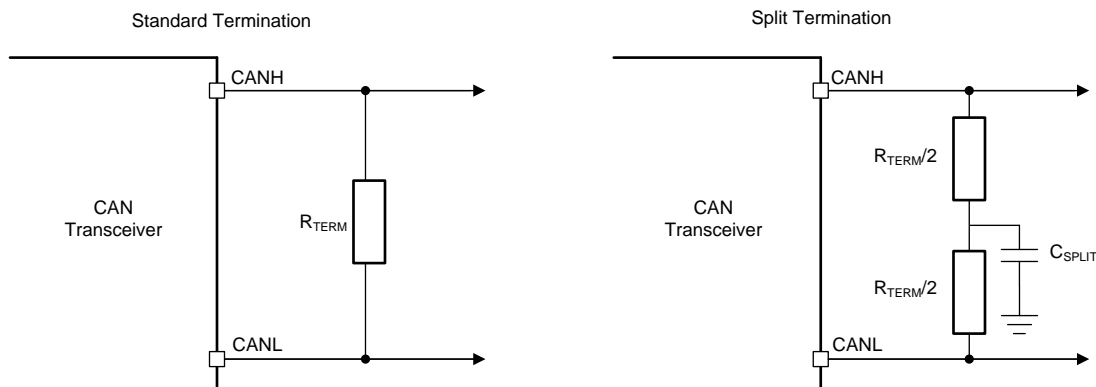 Standard Termination
CANH
CAN
Transceiver
RTERM
CANL
Split Termination
CANH
RTERM/2
CAN
Transceiver
CSPLIT
RTERM/2
CANL